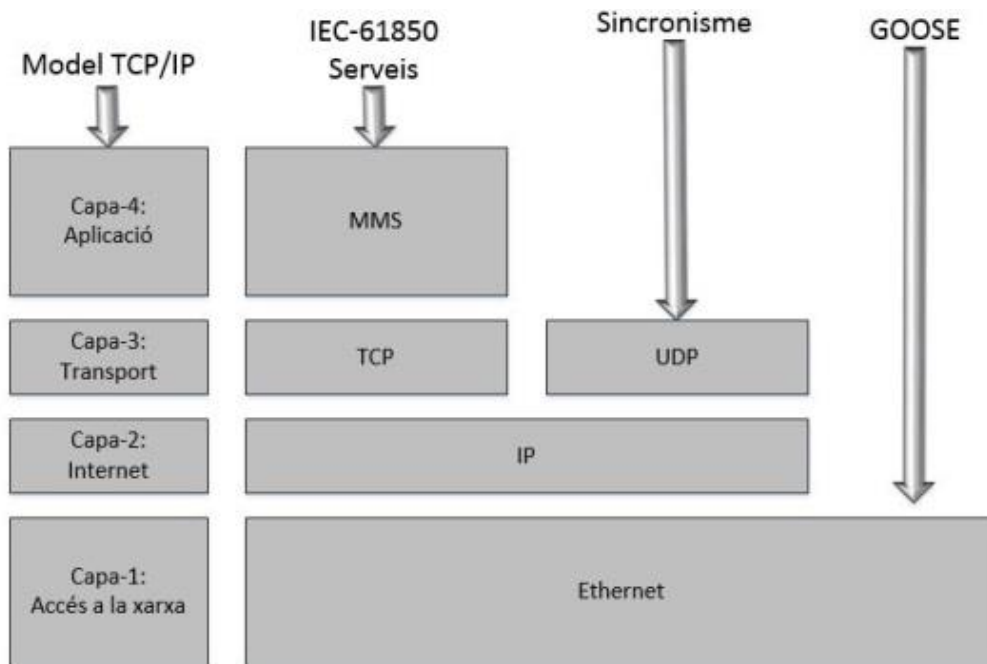 Model TCP/IP
IEC-61850
Serveis
Sincronisme
GOOSE
Capa-4:
Aplicació
MMS
Capa-3:
Transport
TCP
UDP
Capa-2:
Internet
IP
Capa-1:
Accés a la xarxa
Ethernet